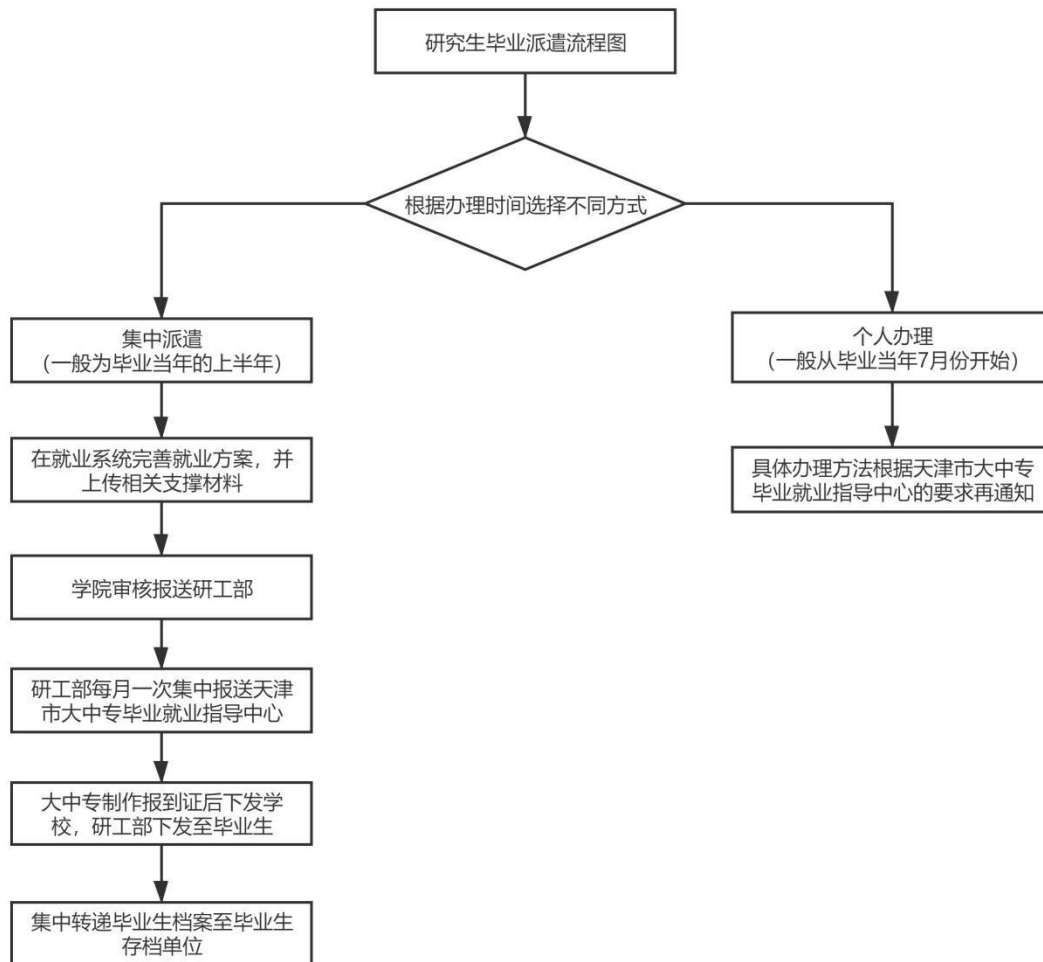 研究生毕业派遣流程图
根据办理时间选择不同方式
集中派遣
（一般为毕业当年的上半年）
在就业系统完善就业方案，并
上传相关支撑材料
学院审核报送研工部
研工部每月一次集中报送天津
市大中专毕业就业指导中心
大中专制作报到证后下发学
校，研工部下发至毕业生
集中转递毕业生档案至毕业生
存档单位
个人办理
（一般从毕业当年7月份开始）
具体办理方法根据天津市大中专
毕业就业指导中心的要求再通知